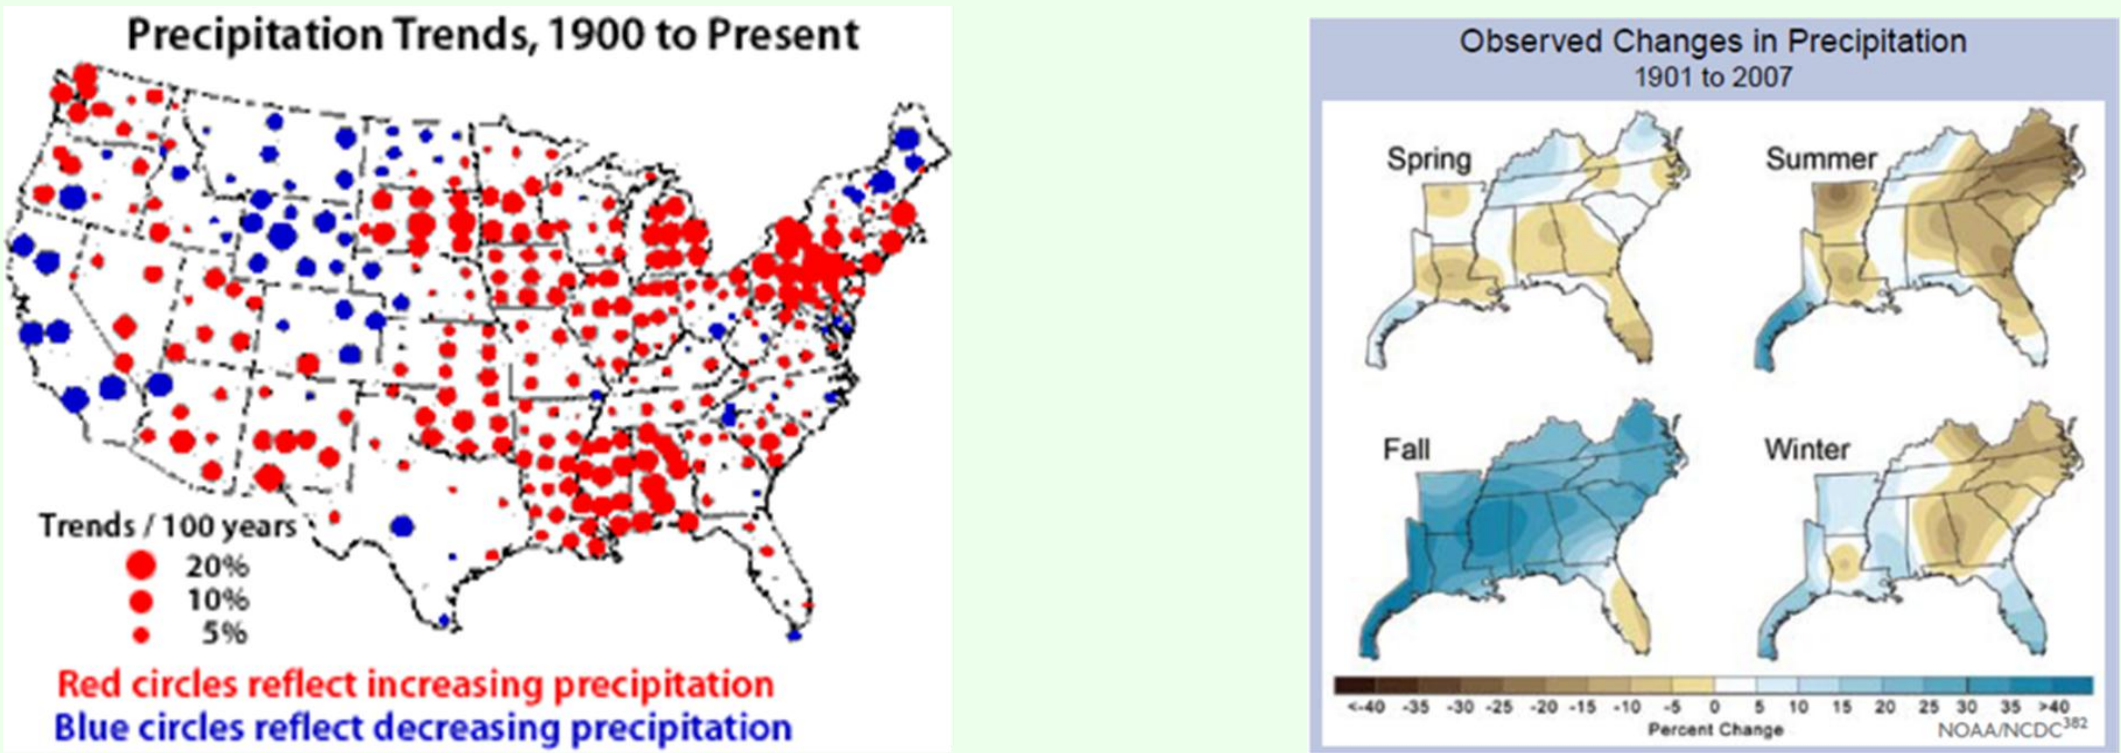 Precipitation Trends, 1900 to Present
Trends / 100 years
20%
10%
5%
Red circles reflect increasing precipitation
Blue circles reflect decreasing precipitation
Observed Changes in Precipitation
1901 to 2007
Spring
Summer
Fall
Winter
<-40 -35 -30 -25 -20 -15 -10 -5 0 5 10 15 20 25 30 35 >40
Percent Change
NOAA/NCDC382